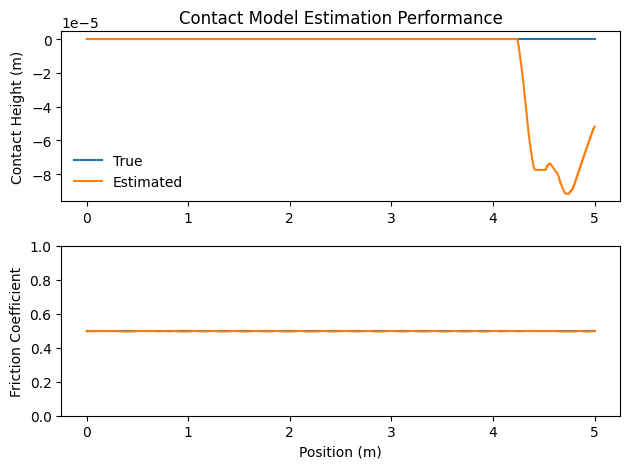 Contact Model Estimation Performance
1e−5
Contact Height (m)
0
−2
−4
−6
−8
True
Estimated
0 1 2 3 4 5
Friction Coefficient
1.0
0.8
0.6
0.4
0.2
0.0
0 1 2 3 4 5
Position (m)